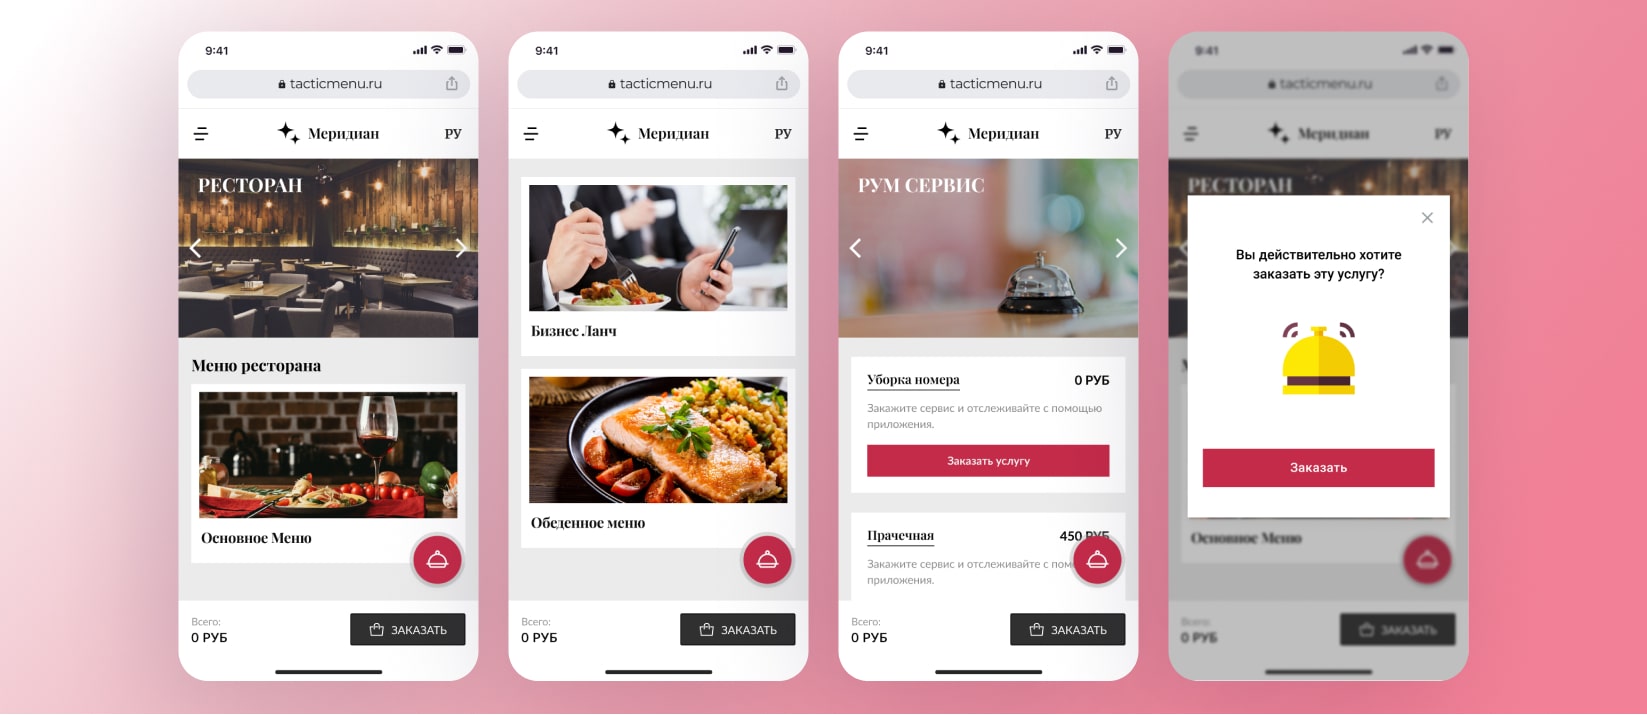 9:41
tacticmenu.ru
Меридиан
РУ
РЕСТОРАН
Меню ресторана
Основное Меню
Всего:
0 РУБ
ЗАКАЗАТЬ
9:41
tacticmenu.ru
Меридиан
РУ
Бизнес Ланч
Обеденное меню
Всего:
0 РУБ
ЗАКАЗАТЬ
9:41
tacticmenu.ru
Меридиан
РУ
РУМ СЕРВИС
Уборка номера
0 РУБ
Закажите сервис и отслеживайте с помощью
приложения.
Заказать услугу
Прачечная
450 РУБ
Закажите сервис и отслеживайте с пом
приложения.
Всего:
0 РУБ
ЗАКАЗАТЬ
9:41
tacticmenu.ru
Меридиан
РУ
РЕСТОРАН
Вы действительно хотите
заказать эту услугу?
Заказать
Основное Меню
Всего:
0 РУБ
ЗАКАЗАТЬ